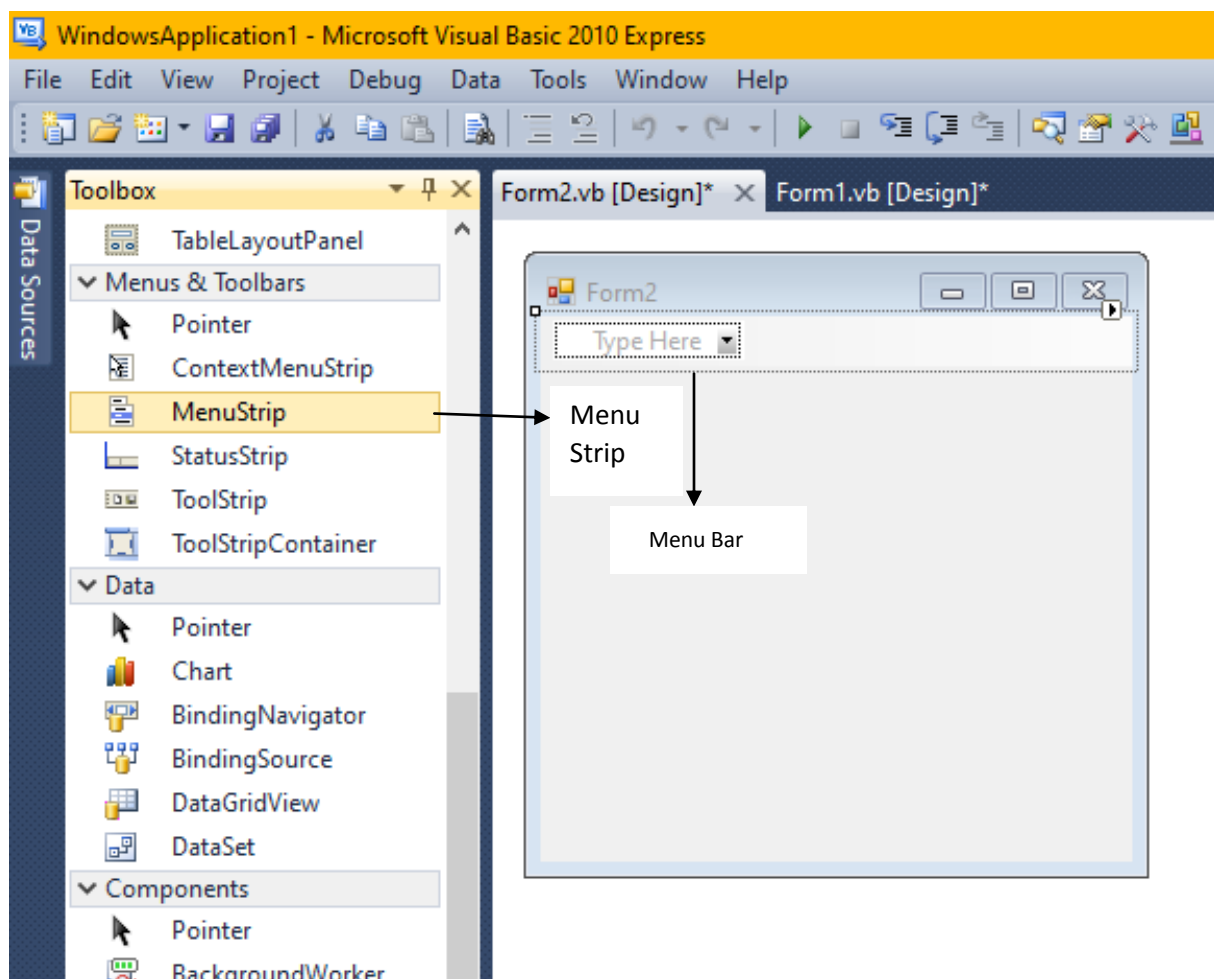 WindowsApplication1 - Microsoft Visual Basic 2010 Express
File Edit View Project Debug Data Tools Window Help
Data Sources
Toolbox
TableLayoutPanel
Menus & Toolbars
Pointer
ContextMenuStrip
MenuStrip
StatusStrip
ToolStrip
ToolStripContainer
Data
Pointer
Chart
BindingNavigator
BindingSource
DataGridView
DataSet
Components
Pointer
BackgroundWorker
Form2.vb [Design]* Form1.vb [Design]*
Form2
Type Here
Menu
Strip
Menu Bar